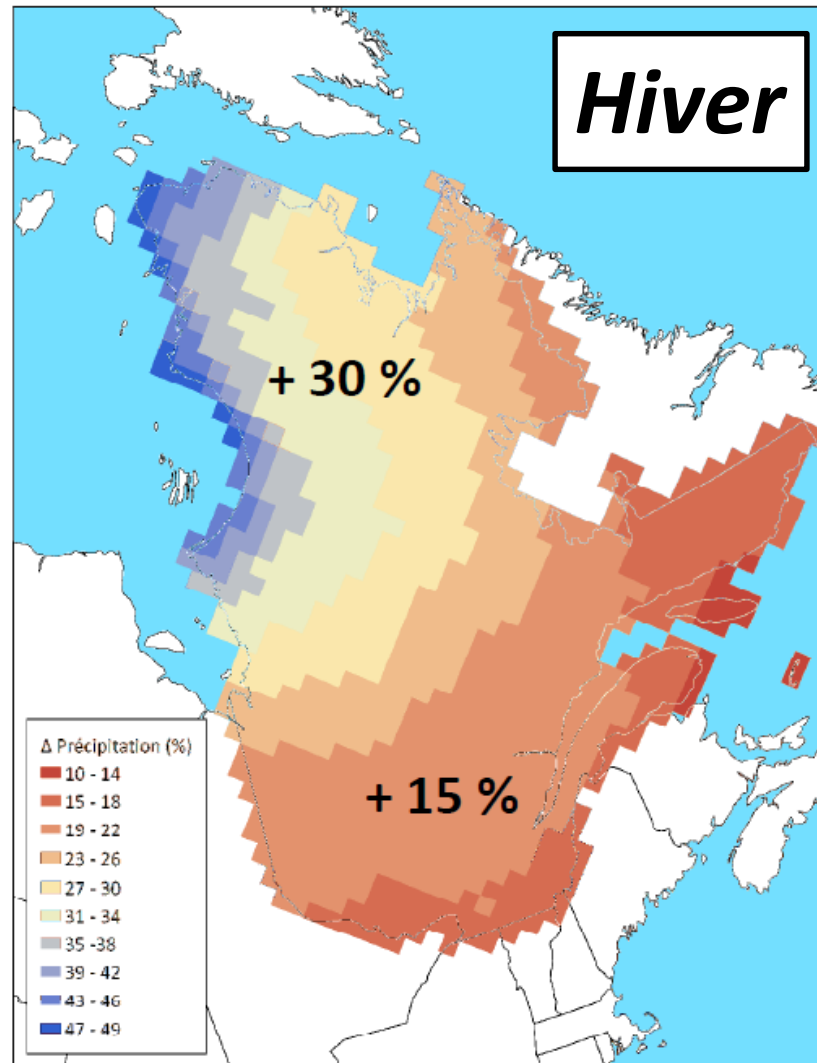 Hiver
+ 30 %
+ 15 %
Δ Précipitation (%)
10 - 14
15 - 18
19 - 22
23 - 26
27 - 30
31 - 34
35 -38
39 - 42
43 - 46
47 - 49